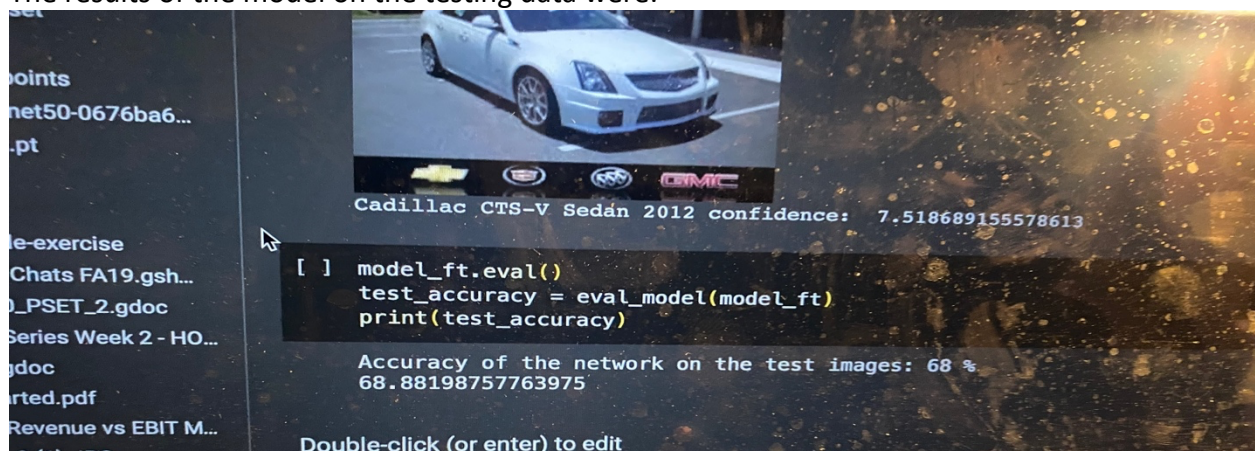 The results of the model on the testing data were:
set
points
net50-0676ba6...
.pt
GMC
Cadillac CTS-V Sedan 2012 confidence: 7.518689155578613
le-exercise
Chats FA19.gsh...
[ ] model_ft.eval()
test_accuracy = eval_model(model_ft)
_PSET_2.gdoc
print(test_accuracy)
Series Week 2 - HO...
Accuracy of the network on the test images: 68 %
gdoc
68.88198757763975
rted.pdf
Revenue vs EBIT M...
Double-click (or enter) to edit